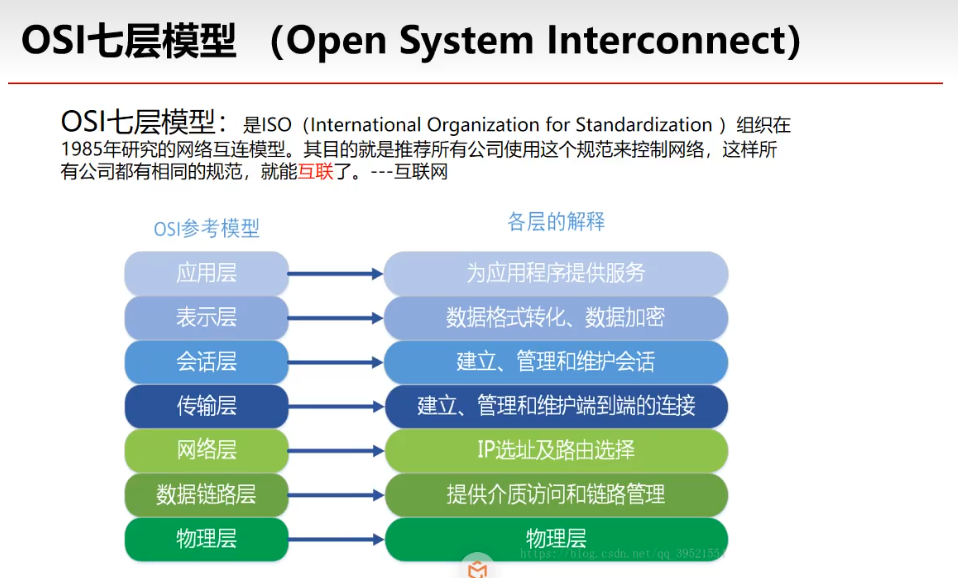 OSI七层模型 （Open System Interconnect）
OSI七层模型：是ISO（International Organization for Standardization ）组织在
1985年研究的网络互连模型。其目的就是推荐所有公司使用这个规范来控制网络，这样所
有公司都有相同的规范，就能互联了。---互联网
OSI参考模型
各层的解释
应用层
为应用程序提供服务
表示层
数据格式转化、数据加密
会话层
建立、管理和维护会话
传输层
建立、管理和维护端到端的连接
网络层
IP选址及路由选择
数据链路层
提供介质访问和链路管理
物理层
物理层